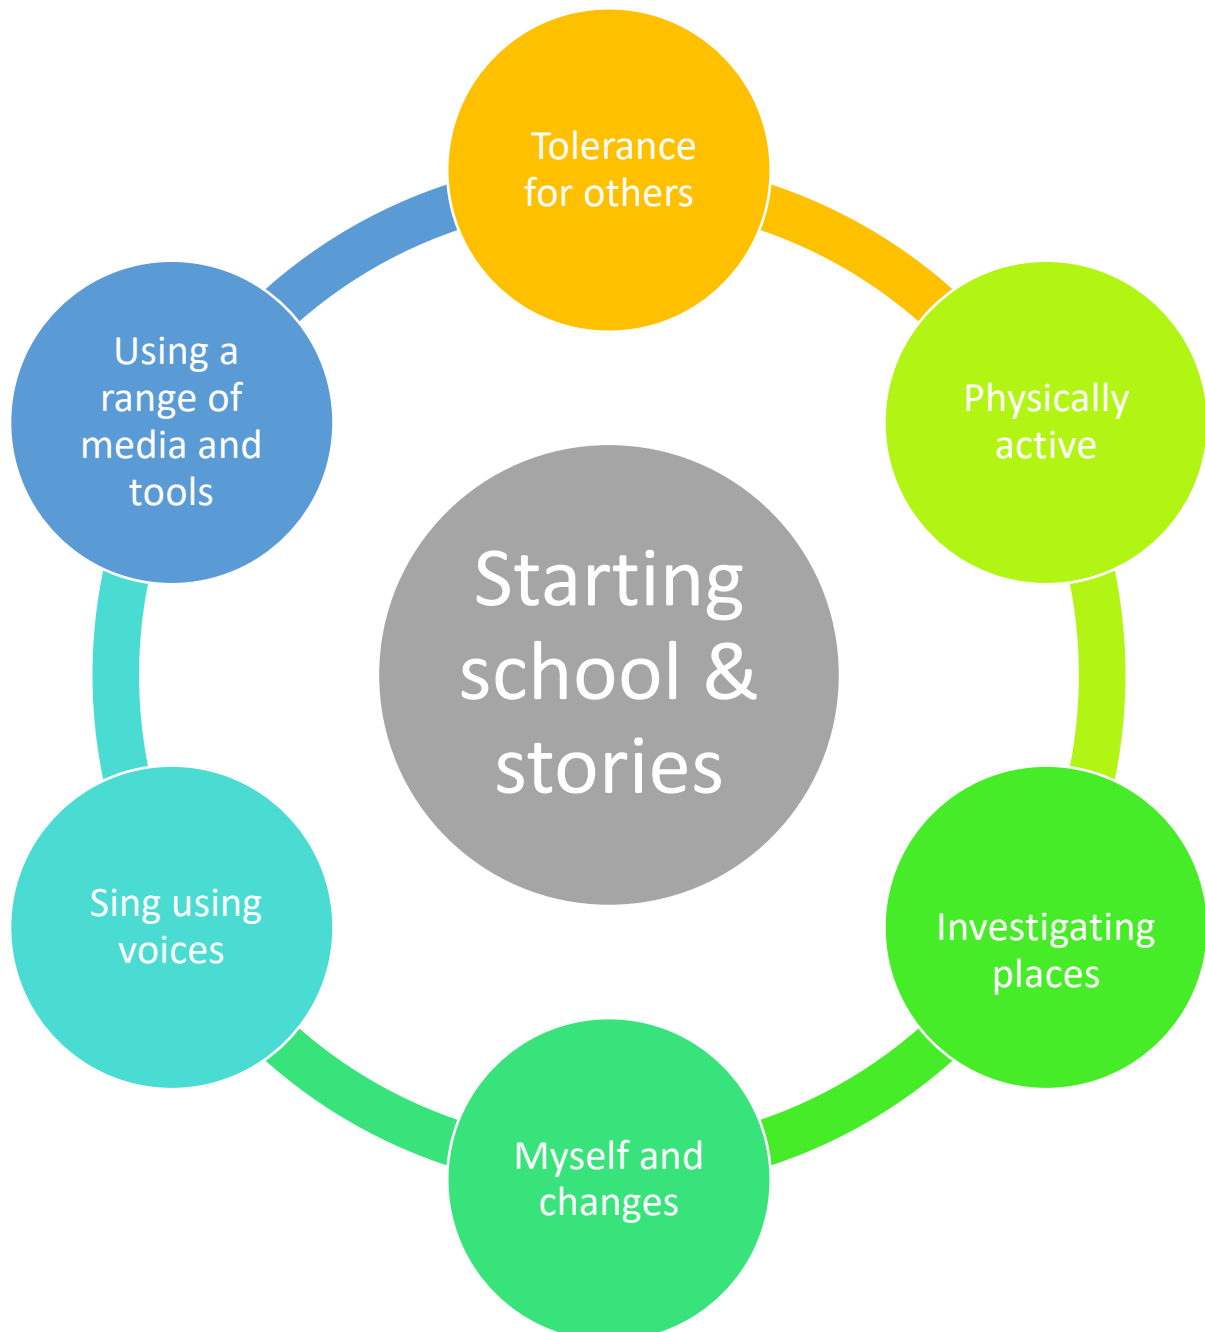 Tolerance
for others
Physically
active
Investigating
places
Myself and
changes
Sing using
voices
Using a
range of
media and
tools
Starting
school &
stories